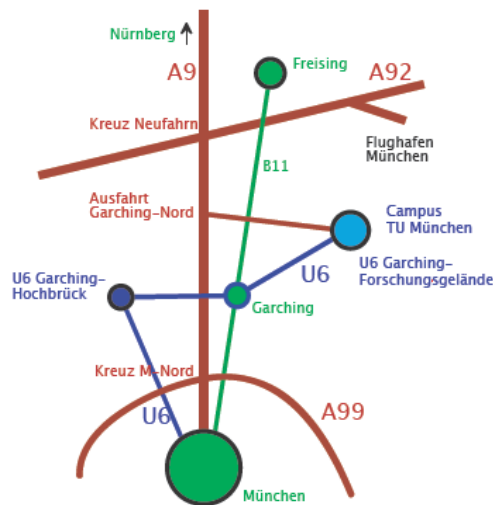 Nürnberg
A9
Freising
A92
Kreuz Neufahrn
Flughafen
München
B11
Ausfahrt
Garching-Nord
Campus
TU München
U6 Garching-
Forschungsgelände
U6
U6 Garching-
Hochbrück
Garching
Kreuz M-Nord
A99
U6
München